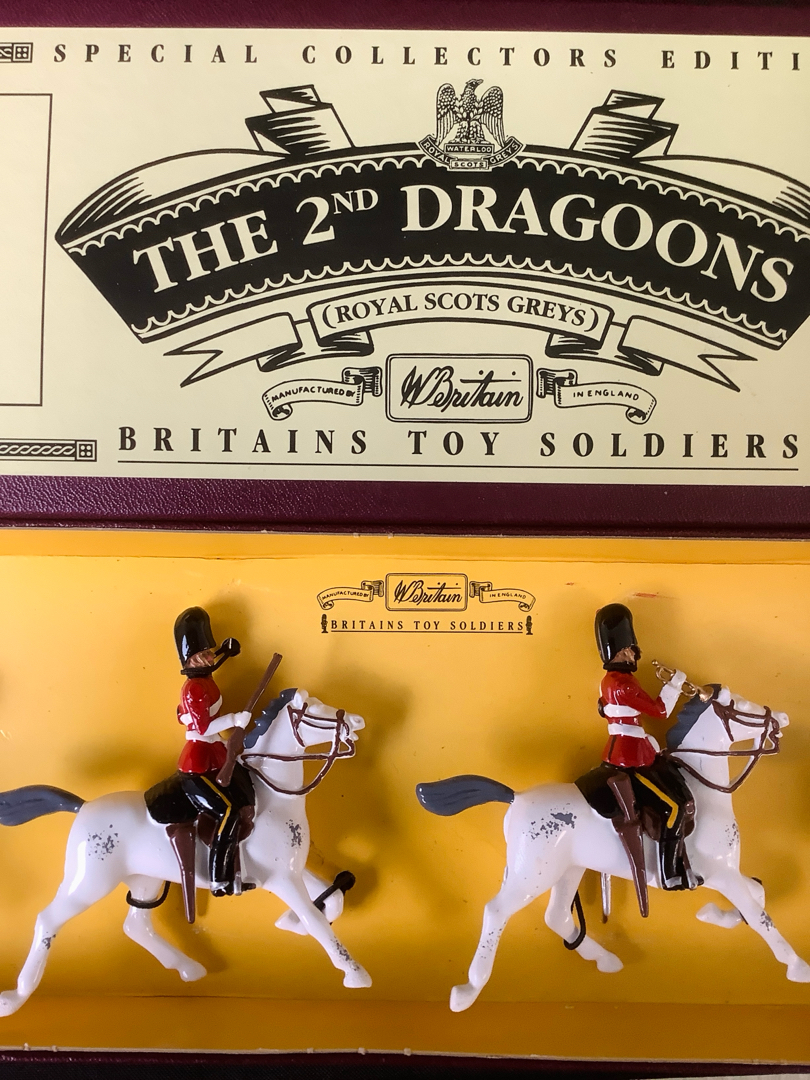 SPECIAL COLLECTORS EDITI
WATERLOO
ROYAL SCOTS GREYS
THE 2ND DRAGOONS
(ROYAL SCOTS GREYS)
MANUFACTURED BY W Britain IN ENGLAND
BRITAINS TOY SOLDIERS
MANUFACTURED BY W Britain IN ENGLAND
BRITAINS TOY SOLDIERS